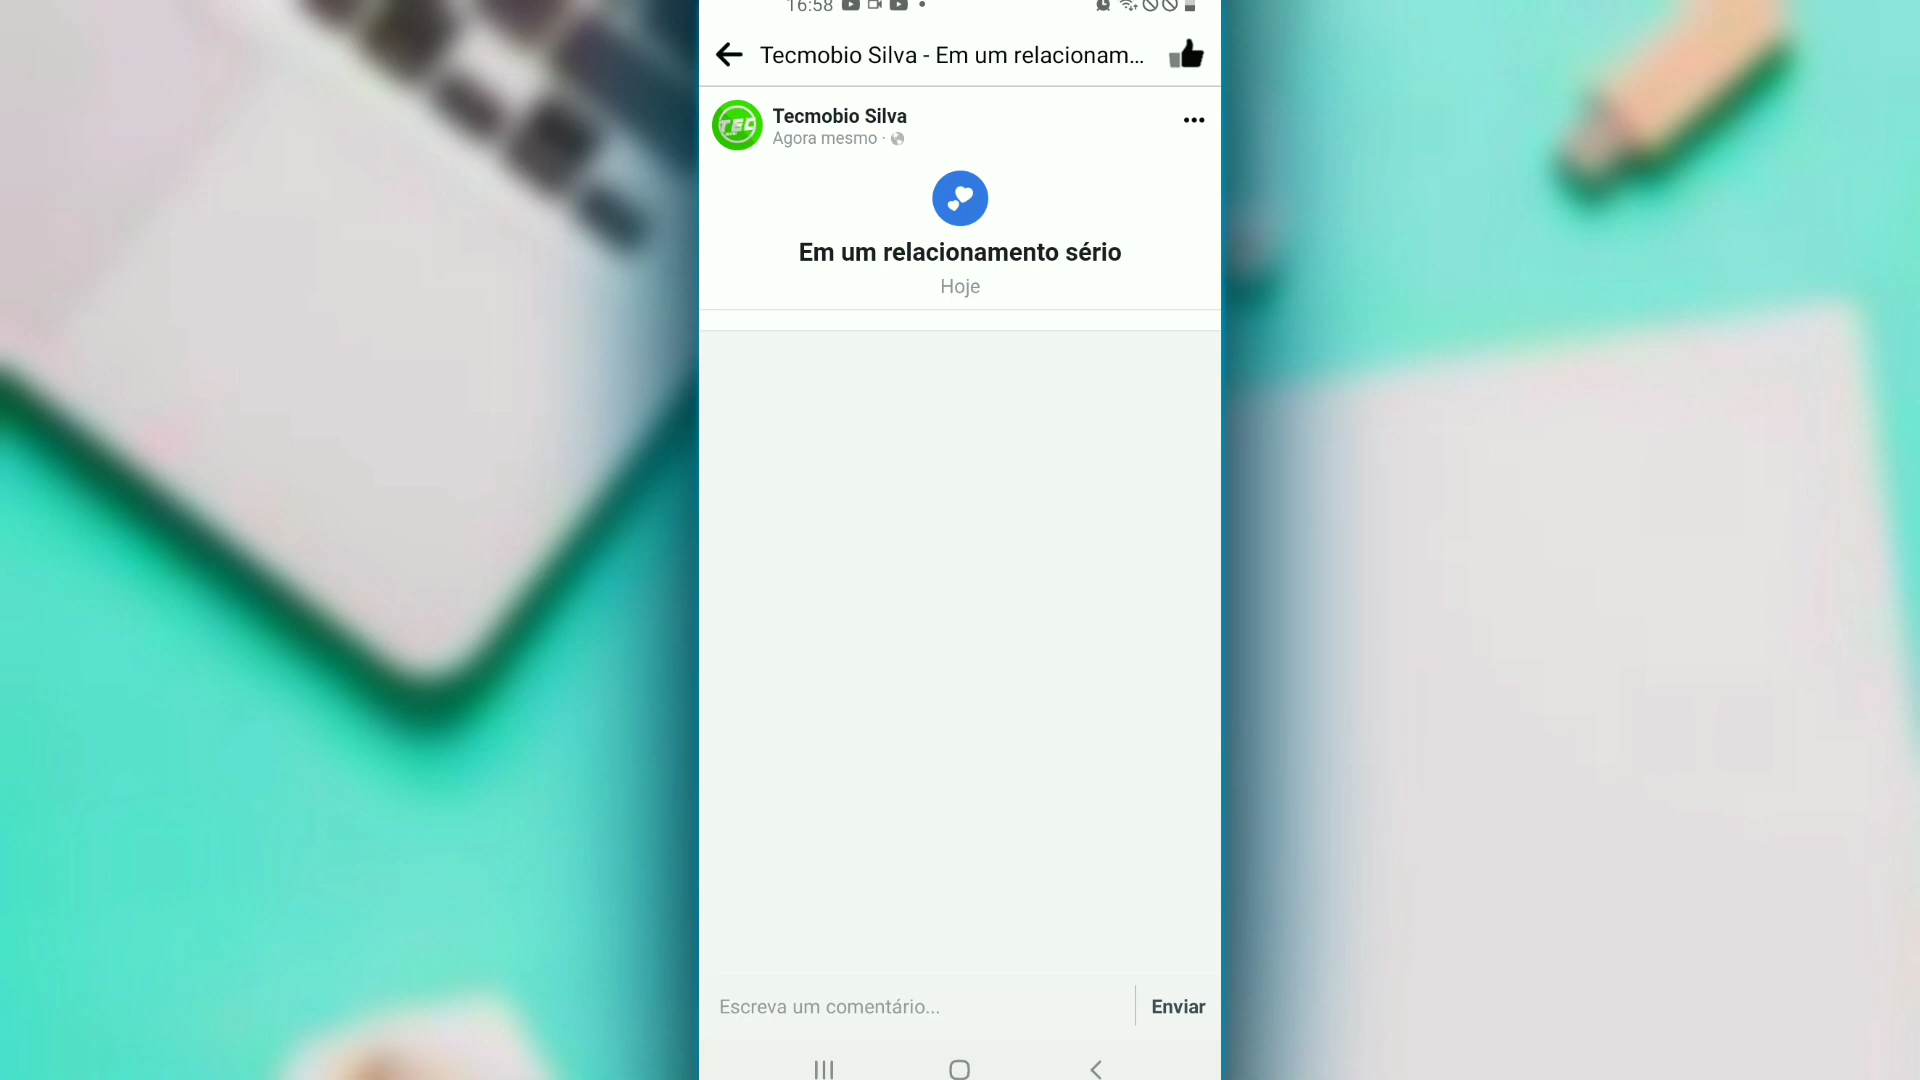 16:58
Tecmobio Silva - Em um relacionam...
TEC
Tecmobio Silva
Agora mesmo ·
Em um relacionamento sério
Hoje
Escreva um comentário...
Enviar